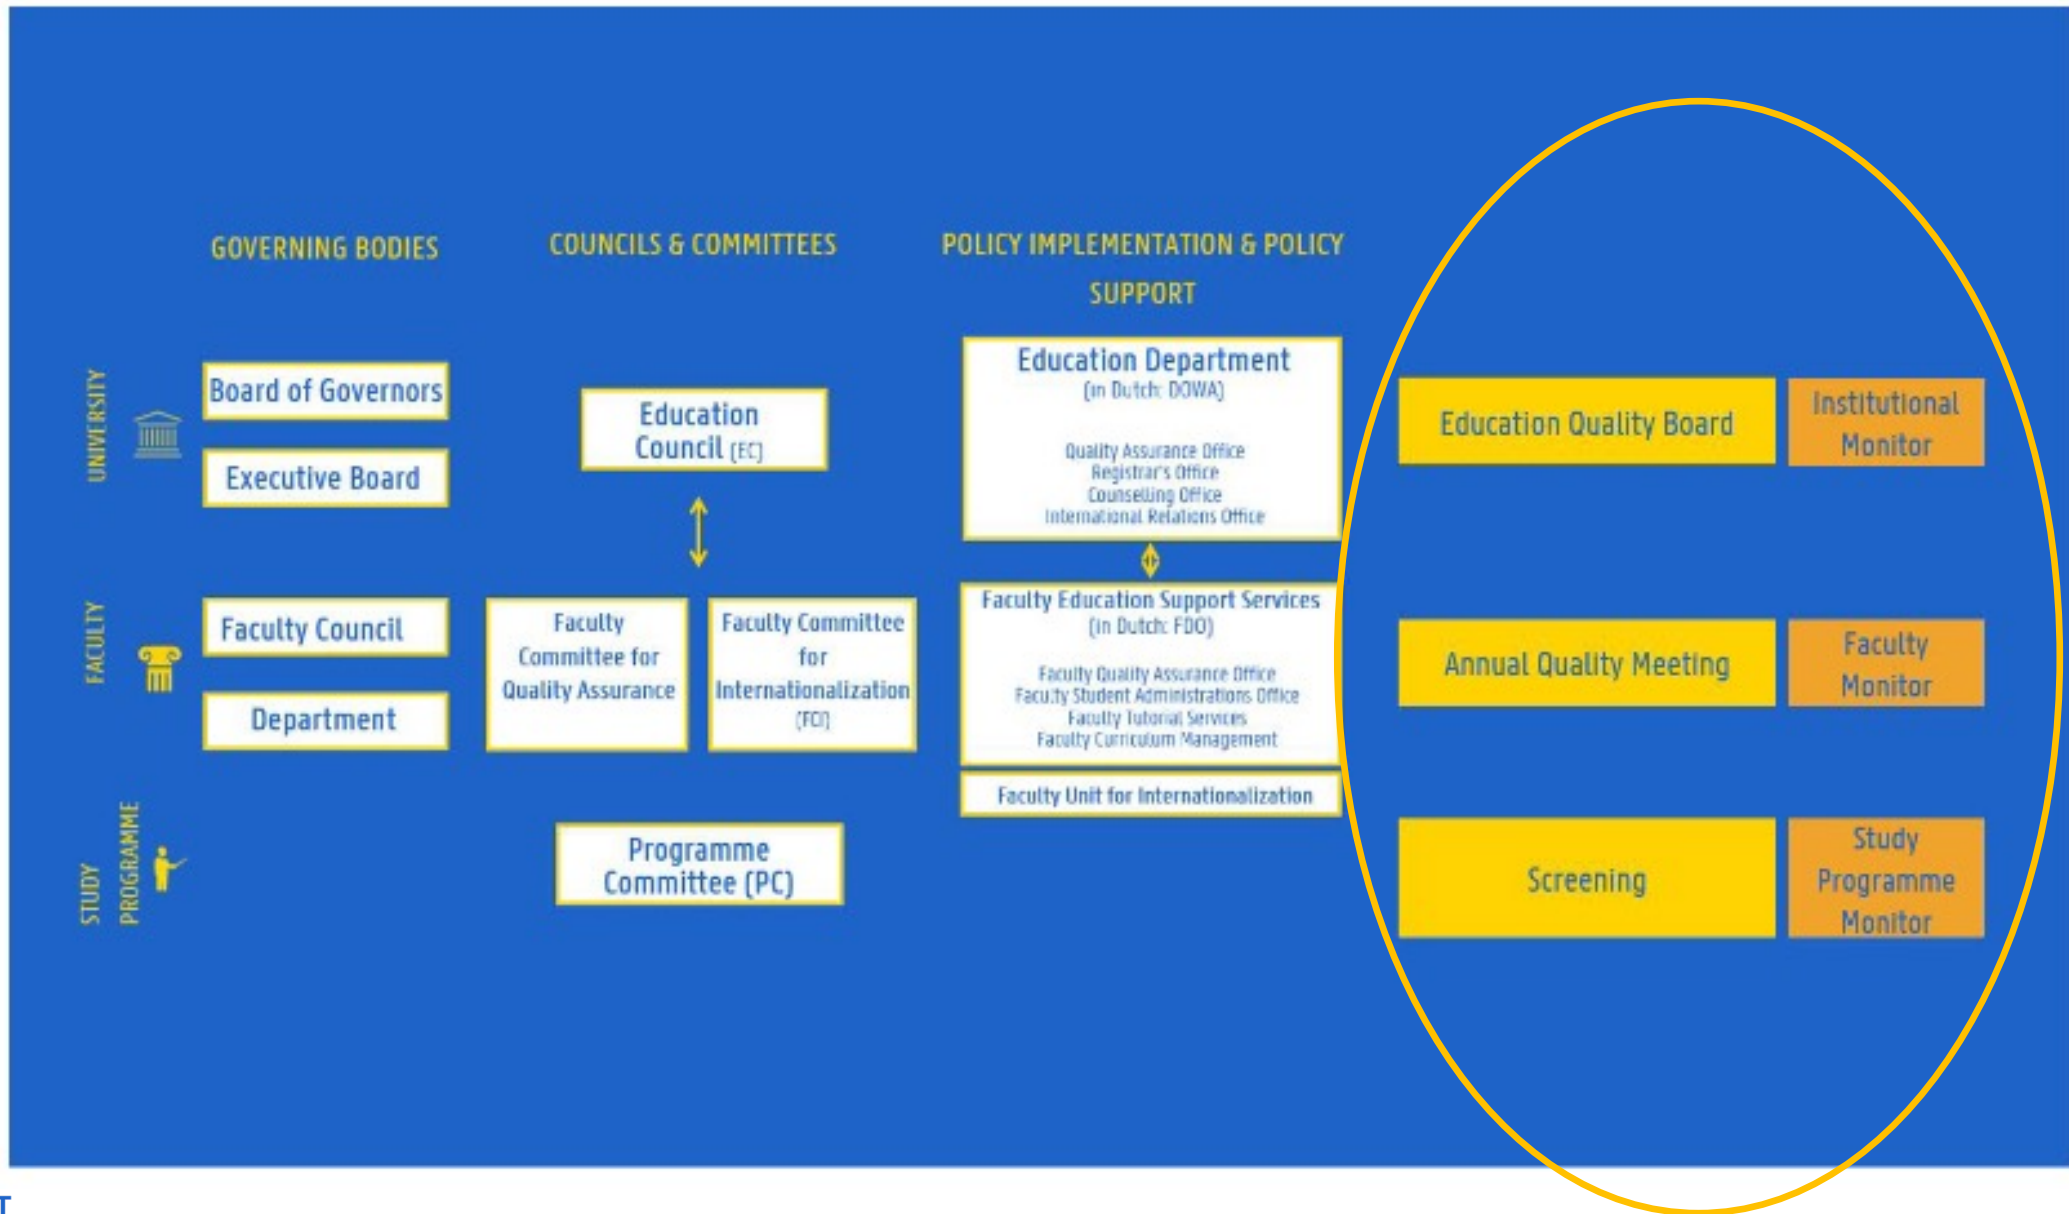 GOVERNING BODIES
COUNCILS & COMMITTEES
POLICY IMPLEMENTATION & POLICY
SUPPORT
UNIVERSITY
Board of Governors
Executive Board
Education
Council (EC)
Education Department
(in Dutch: DOWA)
Quality Assurance Office
Registrar's Office
Counselling Office
International Relations Office
Education Quality Board
Institutional
Monitor
FACULTY
Faculty Council
Department
Faculty
Committee for
Quality Assurance
Faculty Committee
for
Internationalization
(FCI)
Faculty Education Support Services
(in Dutch: FDO)
Faculty Quality Assurance Office
Faculty Student Administrations Office
Faculty Tutorial Services
Faculty Curriculum Management
Faculty Unit for Internationalization
Annual Quality Meeting
Faculty
Monitor
STUDY
PROGRAMME
Programme
Committee (PC)
Screening
Study
Programme
Monitor
T